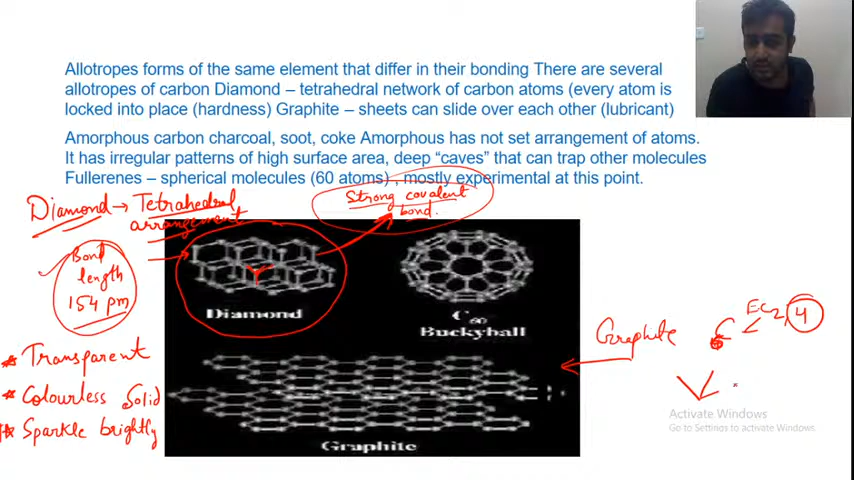 Allotropes forms of the same element that differ in their bonding There are several
allotropes of carbon Diamond – tetrahedral network of carbon atoms (every atom is
locked into place (hardness) Graphite – sheets can slide over each other (lubricant)
Amorphous carbon charcoal, soot, coke Amorphous has not set arrangement of atoms.
It has irregular patterns of high surface area, deep “caves” that can trap other molecules
Fullerenes – spherical molecules (60 atoms) , mostly experimental at this point.
Diamond → Tetrahedral
arrangement
Strong covalent
bond.
Bond
length
154 pm
Diamond
C60
Buckyball
Graphite
C
EC 2, 4
* Transparent
* Colourless Solid
* Sparkle brightly
Graphite
Activate Windows
Go to Settings to activate Windows.